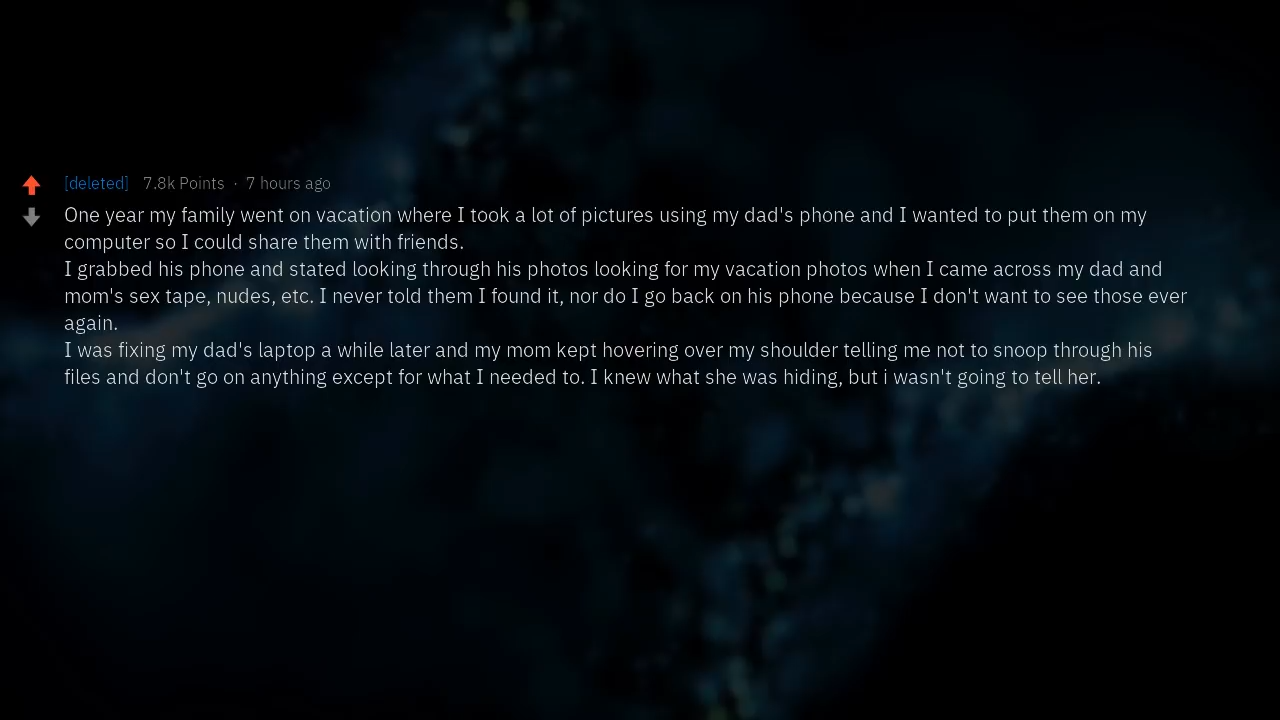 [deleted] 7.8k Points · 7 hours ago
One year my family went on vacation where I took a lot of pictures using my dad's phone and I wanted to put them on my
computer so I could share them with friends.
I grabbed his phone and stated looking through his photos looking for my vacation photos when I came across my dad and
mom's sex tape, nudes, etc. I never told them I found it, nor do I go back on his phone because I don't want to see those ever
again.
I was fixing my dad's laptop a while later and my mom kept hovering over my shoulder telling me not to snoop through his
files and don't go on anything except for what I needed to. I knew what she was hiding, but i wasn't going to tell her.